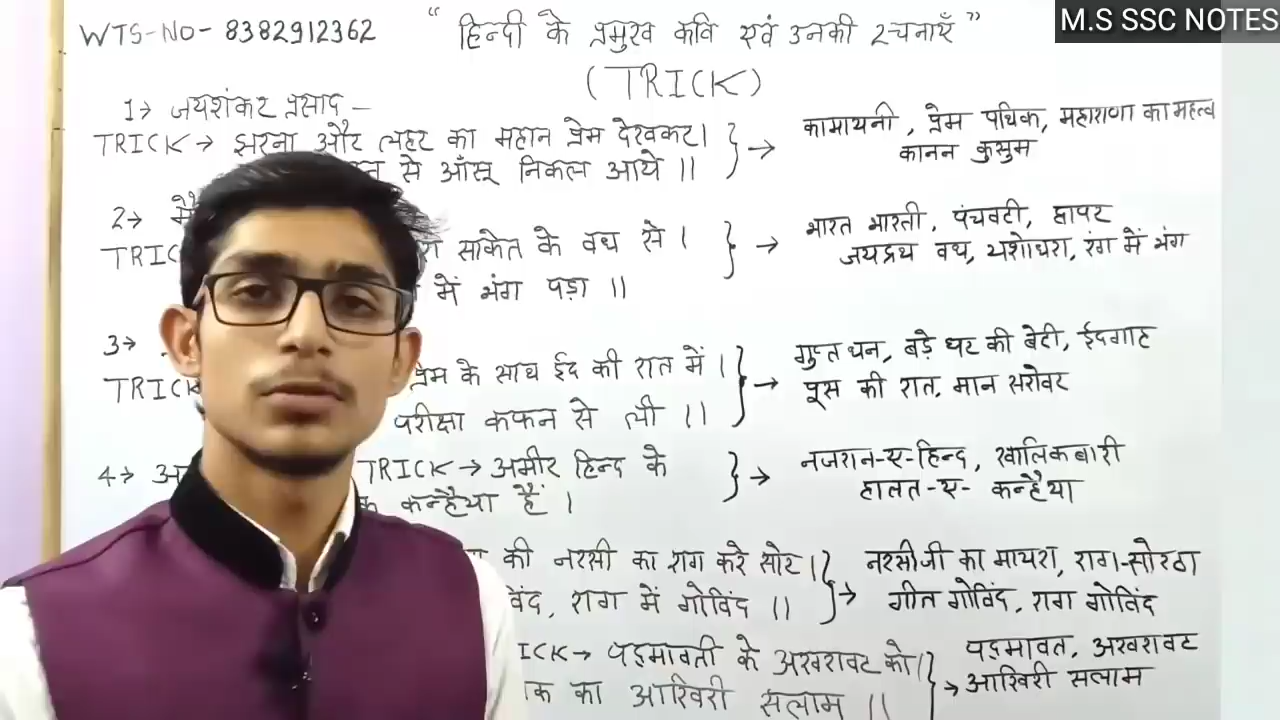 M.S SSC NOTES
WTS-NO- 8382912362 “हिन्दी के प्रमुख कवि एवं उनकी रचनाएँ”
(TRICK)
1→ जयशंकर प्रसाद –
TRICK → झरना और लहर का महान प्रेम देखकर।
से आँसू निकल आये ।।
कामायनी, प्रेम पथिक, महाराणा का महत्व
कानन कुसुम
2→
TRIC साकेत के वध से ।
में भंग पड़ा ।।
भारत भारती, पंचवटी, द्वापर
जयद्रथ वध, यशोधरा, रंग में भंग
3→
TRICK प्रेम के साथ ईद की रात में ।
परीक्षा कफन से ली ।।
गुप्त धन, बड़े घर की बेटी, ईदगाह
पूस की रात, मान सरोवर
4→ TRICK → अमीर हिन्द के
कन्हैया हैं ।
नजरान-ए-हिन्द, खालिकबारी
हालत-ए- कन्हैया
की नरसी का राग करे सोर ।
राग में गोविंद ।।
नरसीजी का मायरा, राग-सोरठा
गीत गोविंद, राग गोविंद
ICK→ पद्मावती के अखरावट को।
का आखिरी सलाम ।।
पद्मावत, अखरावट
आखिरी सलाम